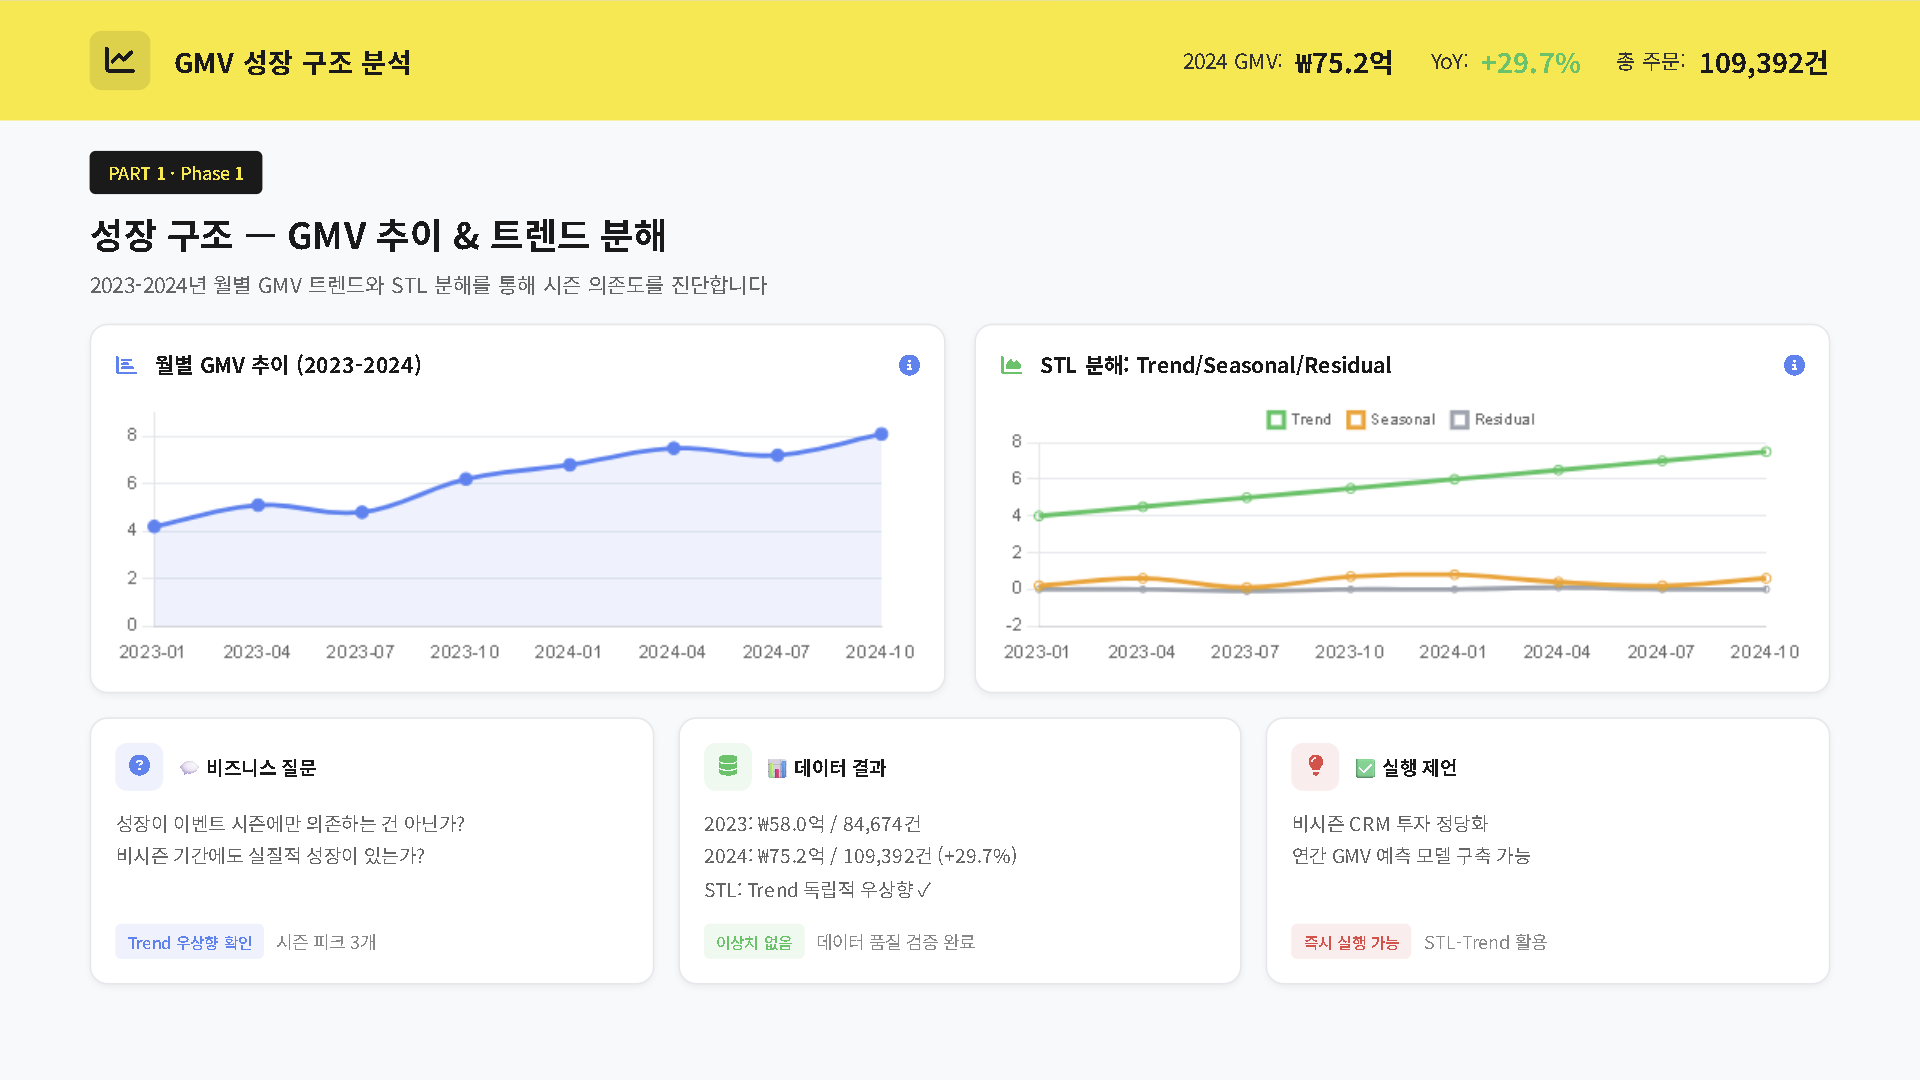 GMV 성장 구조 분석
2024 GMV: ₩75.2억 YoY: +29.7% 총 주문: 109,392건
PART 1 · Phase 1
성장 구조 — GMV 추이 & 트렌드 분해
2023-2024년 월별 GMV 트렌드와 STL 분해를 통해 시즌 의존도를 진단합니다
월별 GMV 추이 (2023-2024)
8
6
4
2
0
2023-01 2023-04 2023-07 2023-10 2024-01 2024-04 2024-07 2024-10
STL 분해: Trend/Seasonal/Residual
Trend Seasonal Residual
8
6
4
2
0
-2
2023-01 2023-04 2023-07 2023-10 2024-01 2024-04 2024-07 2024-10
💬 비즈니스 질문
성장이 이벤트 시즌에만 의존하는 건 아닌가?
비시즌 기간에도 실질적 성장이 있는가?
Trend 우상향 확인 시즌 피크 3개
📊 데이터 결과
2023: ₩58.0억 / 84,674건
2024: ₩75.2억 / 109,392건 (+29.7%)
STL: Trend 독립적 우상향 ✓
이상치 없음 데이터 품질 검증 완료
✅ 실행 제언
비시즌 CRM 투자 정당화
연간 GMV 예측 모델 구축 가능
즉시 실행 가능 STL-Trend 활용